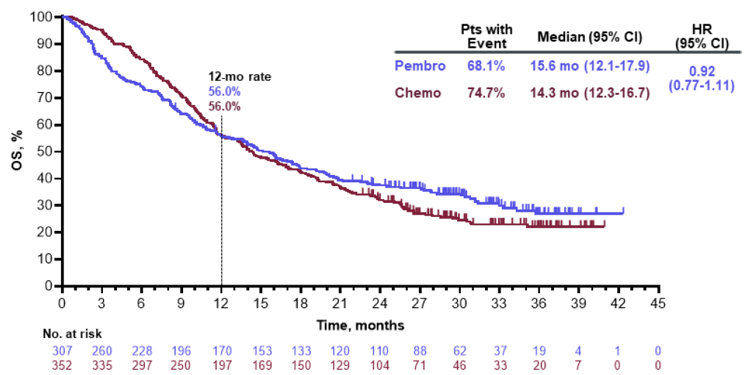 Pts with Event Median (95% CI) HR (95% CI)
Pembro 68.1% 15.6 mo (12.1-17.9) 0.92 (0.77-1.11)
Chemo 74.7% 14.3 mo (12.3-16.7)
12-mo rate
56.0%
56.0%
OS, %
100
90
80
70
60
50
40
30
20
10
0
0 3 6 9 12 15 18 21 24 27 30 33 36 39 42 45
Time, months
No. at risk
307 260 228 196 170 153 133 120 110 88 62 37 19 4 1 0
352 335 297 250 197 169 150 129 104 71 46 33 20 7 0 0